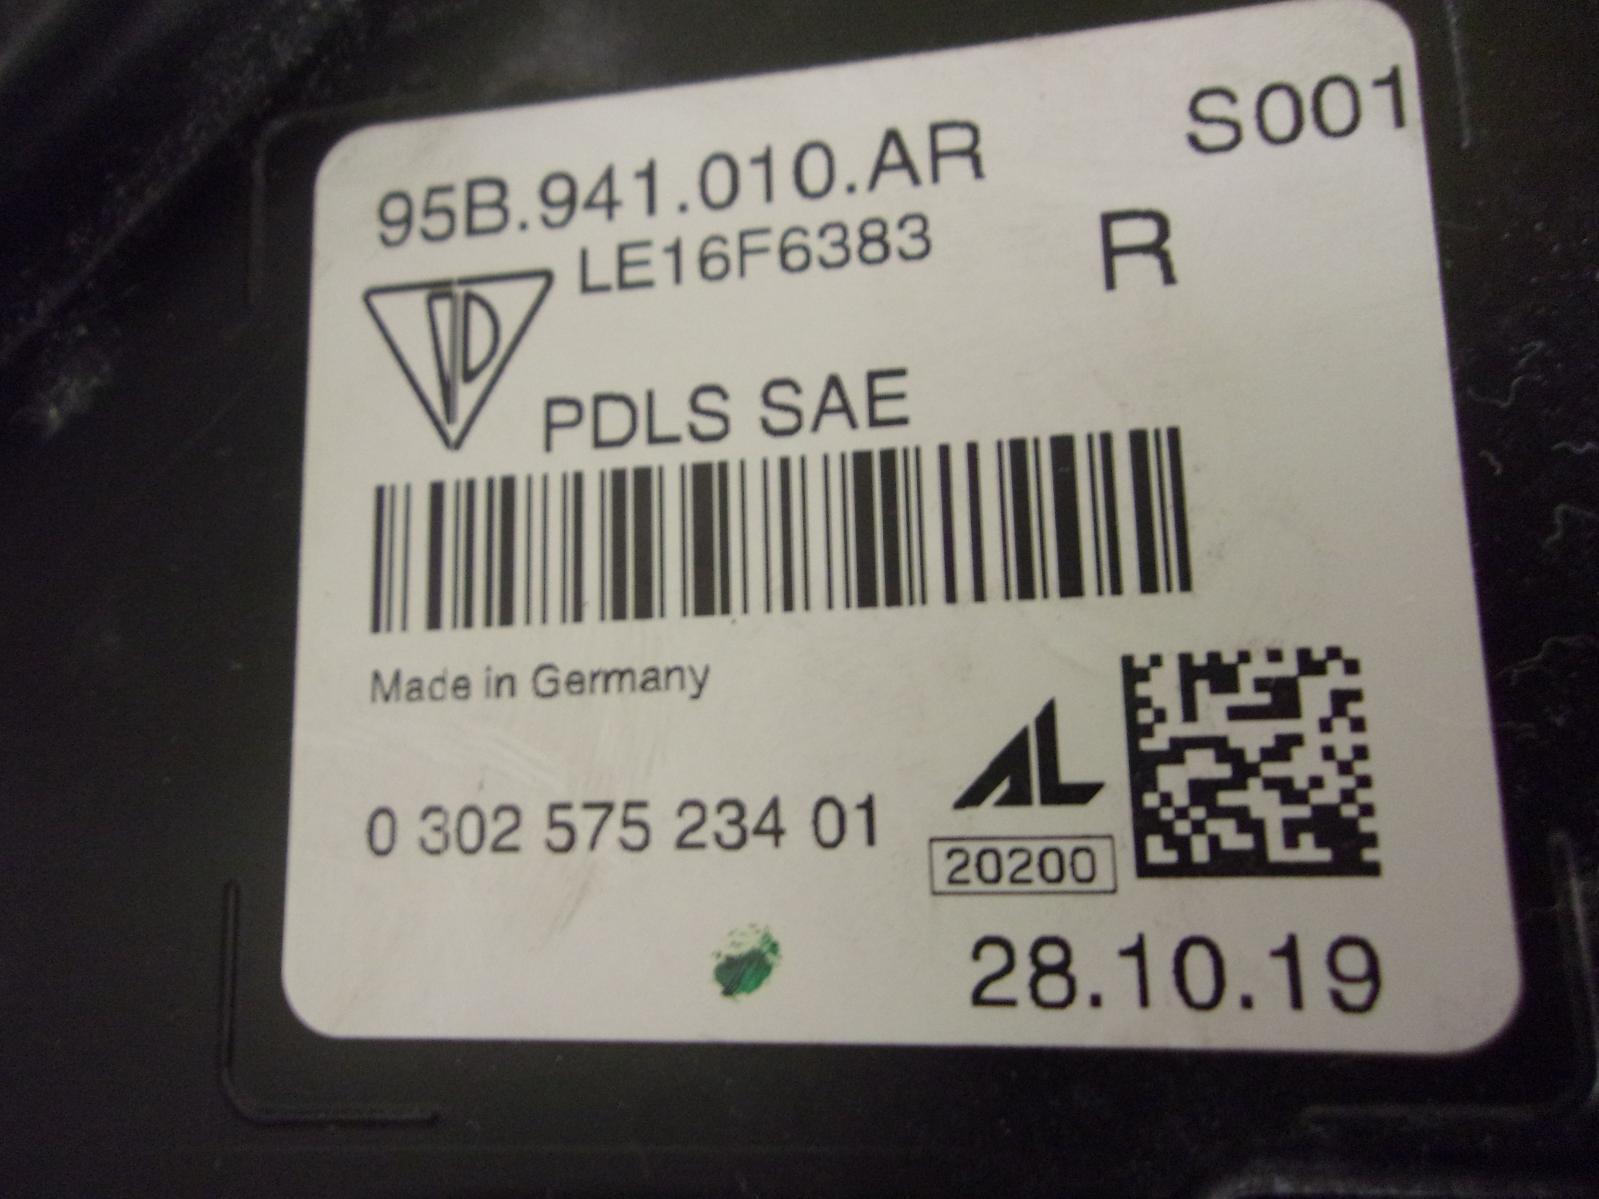 S001
95B.941.010.AR
LE16F6383
R
PDLS SAE
Made in Germany
AL
0 302 575 234 01
20200
28.10.19